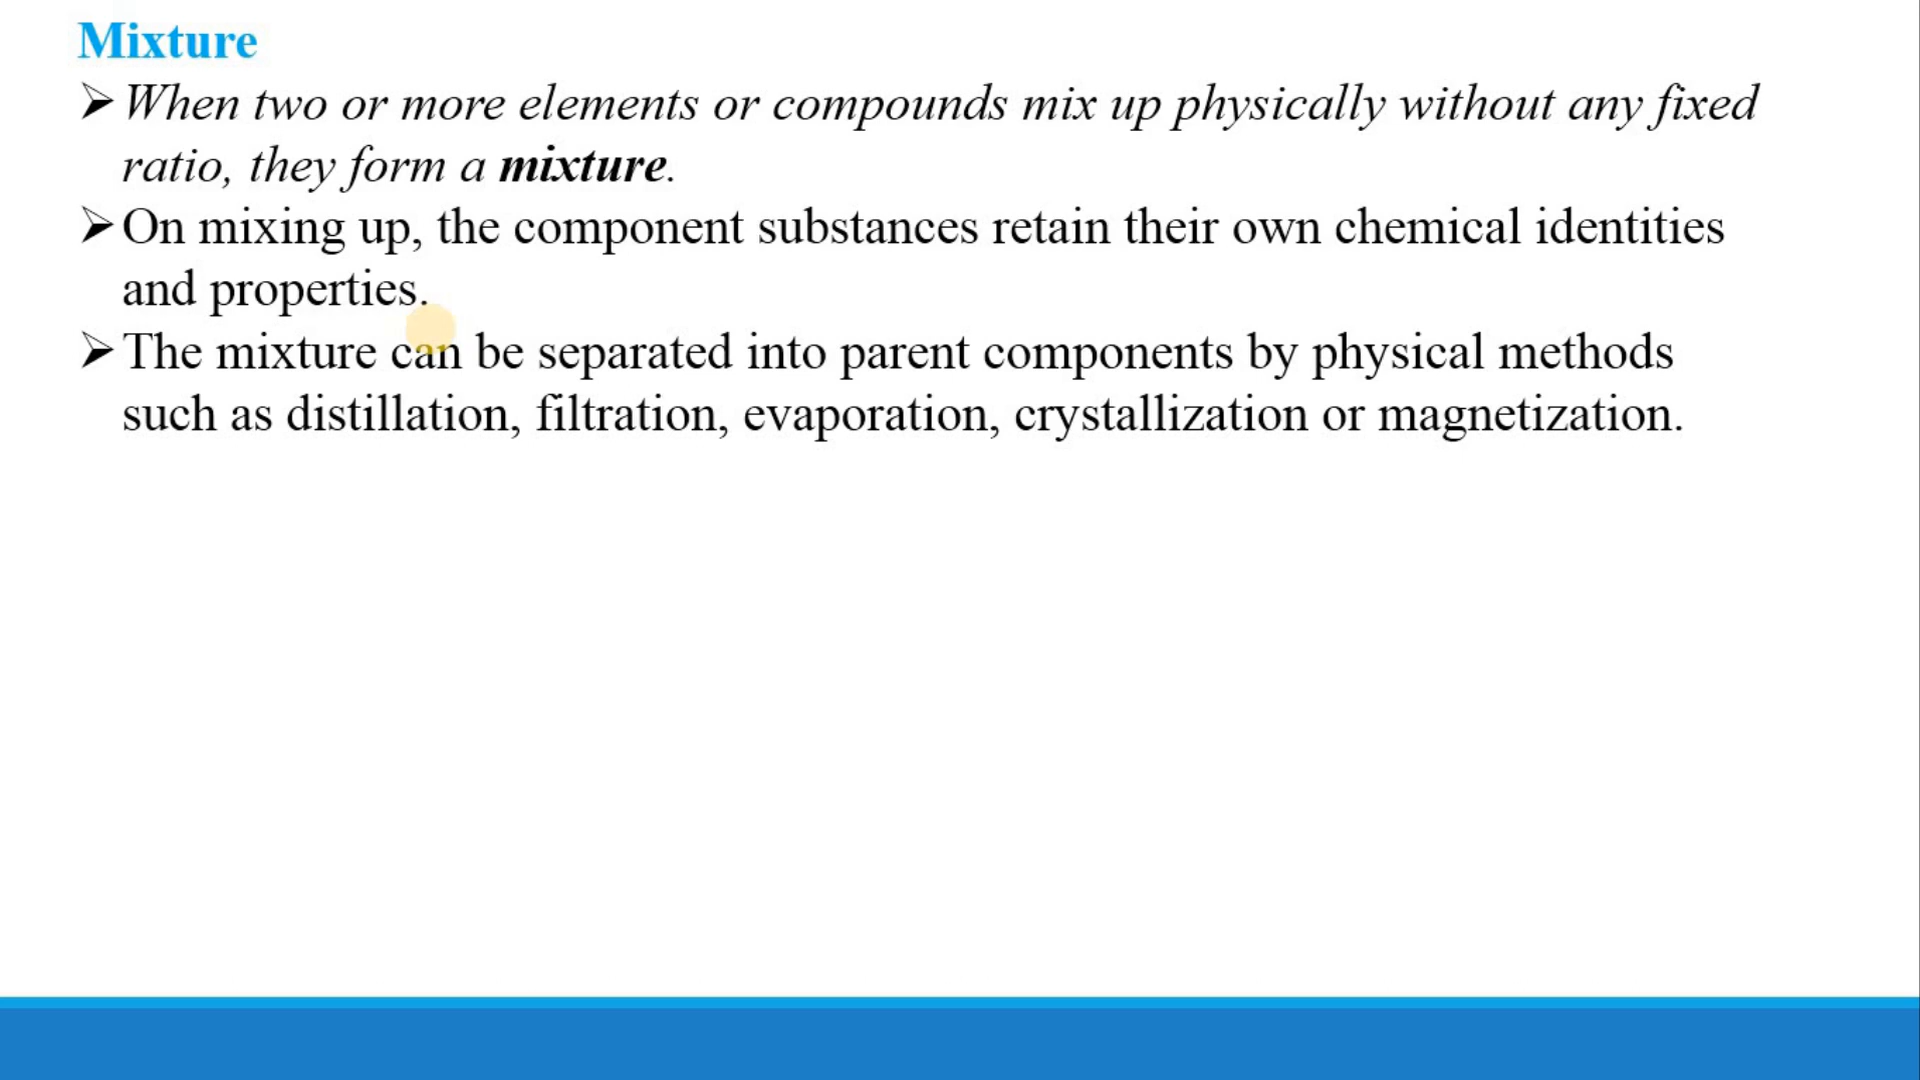 Mixture
➢When two or more elements or compounds mix up physically without any fixed
ratio, they form a mixture.
➢On mixing up, the component substances retain their own chemical identities
and properties.
➢The mixture can be separated into parent components by physical methods
such as distillation, filtration, evaporation, crystallization or magnetization.